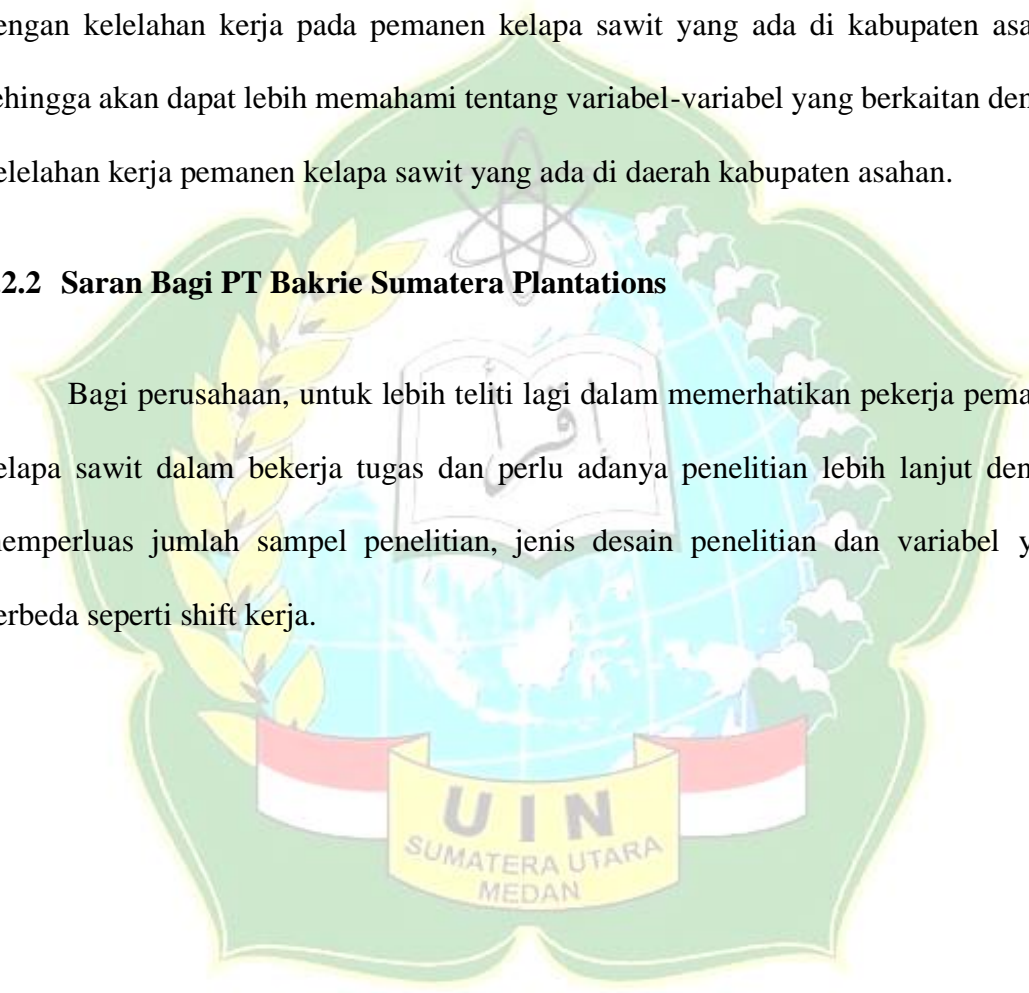 engan kelelahan kerja pada pemanen kelapa sawit yang ada di kabupaten asa
ehingga akan dapat lebih memahami tentang variabel-variabel yang berkaitan den
elelahan kerja pemanen kelapa sawit yang ada di daerah kabupaten asahan.
.2.2 Saran Bagi PT Bakrie Sumatera Plantations
Bagi perusahaan, untuk lebih teliti lagi dalam memerhatikan pekerja pema
elapa sawit dalam bekerja tugas dan perlu adanya penelitian lebih lanjut den
nemperluas jumlah sampel penelitian, jenis desain penelitian dan variabel y
erbeda seperti shift kerja.
اقرأ
UIN
SUMATERA UTARA
MEDAN